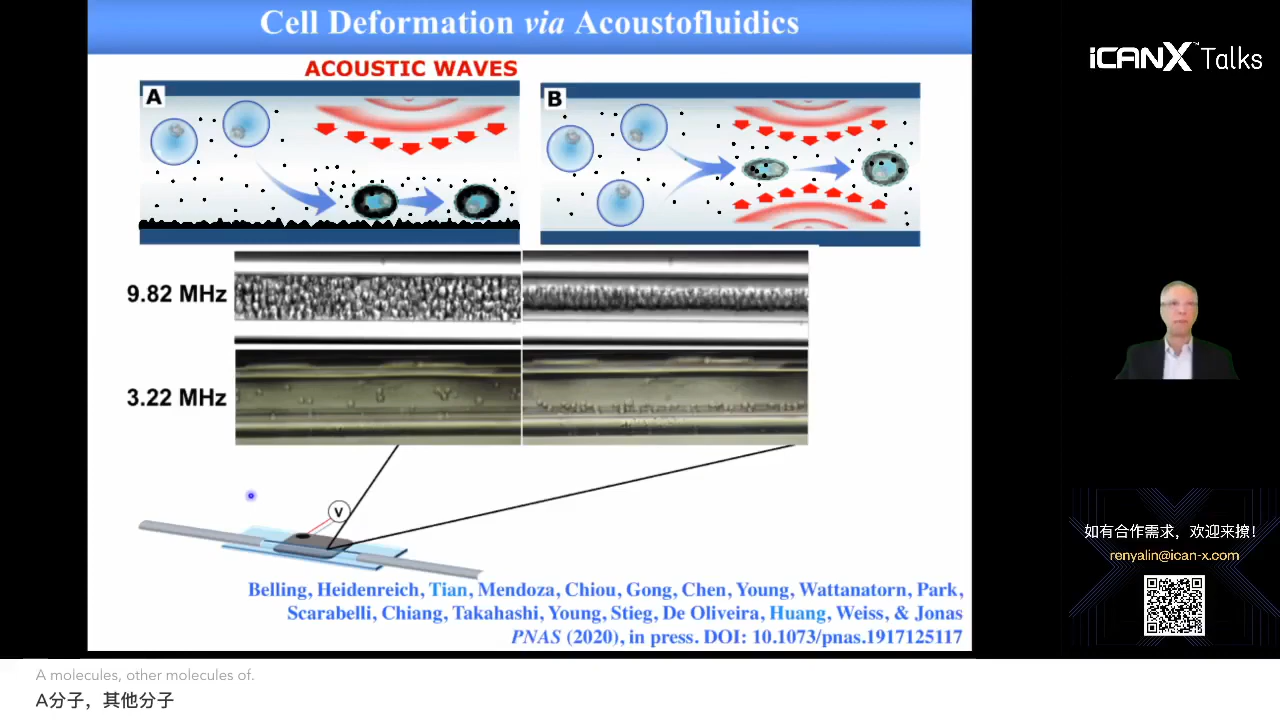 Cell Deformation via Acoustofluidics
ACOUSTIC WAVES
A
B
9.82 MHz
3.22 MHz
V
Belling, Heidenreich, Tian, Mendoza, Chiou, Gong, Chen, Young, Wattanatorn, Park,
Scarabelli, Chiang, Takahashi, Young, Stieg, De Oliveira, Huang, Weiss, & Jonas
PNAS (2020), in press. DOI: 10.1073/pnas.1917125117
iCANX™ Talks
如有合作需求，欢迎来撩！
renyalin@ican-x.com
A molecules, other molecules of.
A分子，其他分子